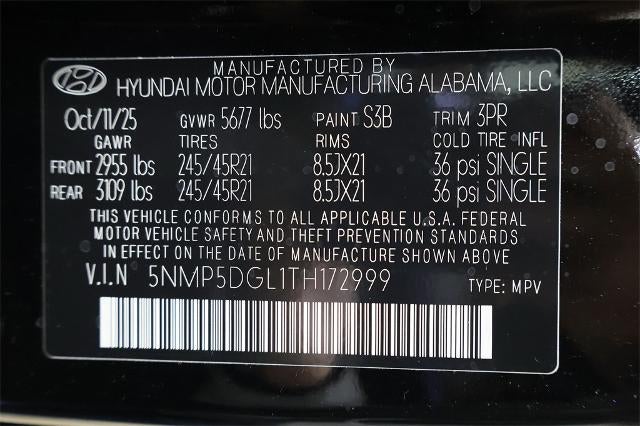 MANUFACTURED BY
HYUNDAI MOTOR MANUFACTURING ALABAMA, LLC
Oct/11/25 GVWR 5677 lbs PAINT S3B TRIM 3PR
GAWR TIRES RIMS COLD TIRE INFL
FRONT 2955 lbs 245/45R21 8.5JX21 36 psi SINGLE
REAR 3109 lbs 245/45R21 8.5JX21 36 psi SINGLE
THIS VEHICLE CONFORMS TO ALL APPLICABLE U.S.A. FEDERAL
MOTOR VEHICLE SAFETY AND THEFT PREVENTION STANDARDS
IN EFFECT ON THE DATE OF MANUFACTURE SHOWN ABOVE
V.I.N 5NMP5DGL1TH172999 TYPE: MPV